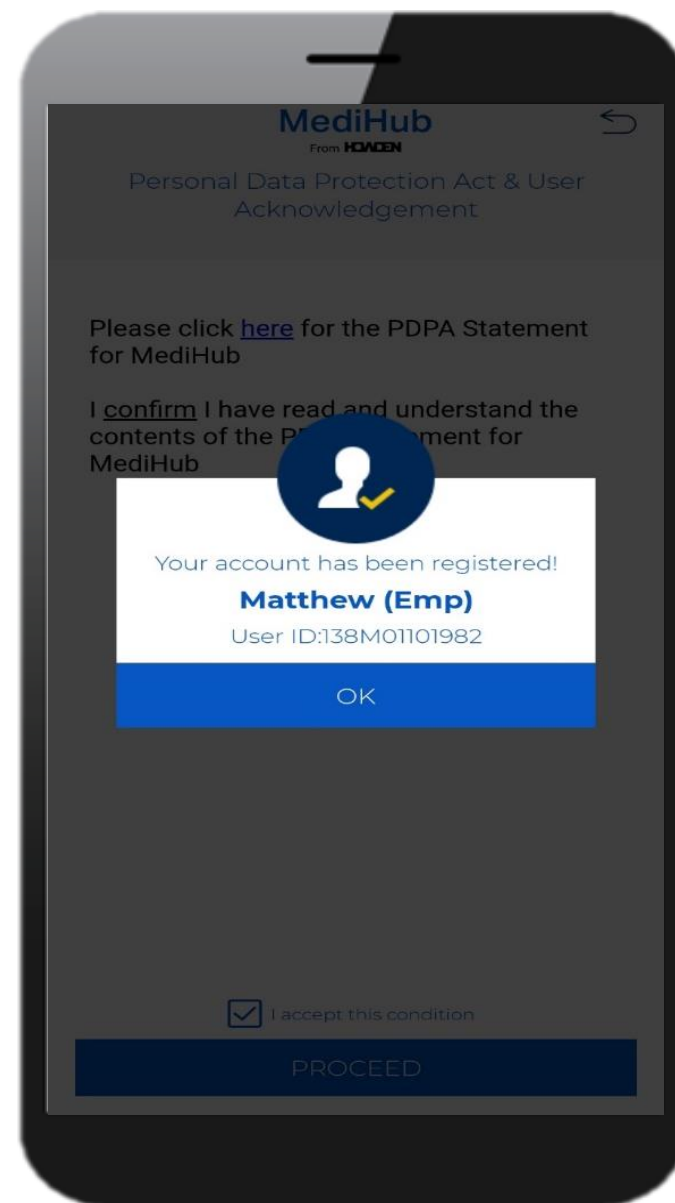 MediHub
From HOWDEN
Personal Data Protection Act & User
Acknowledgement
Please click here for the PDPA Statement
for MediHub
I confirm I have read and understand the
contents of the P ment for
MediHub
Your account has been registered!
Matthew (Emp)
User ID:138M01101982
OK
I accept this condition
PROCEED